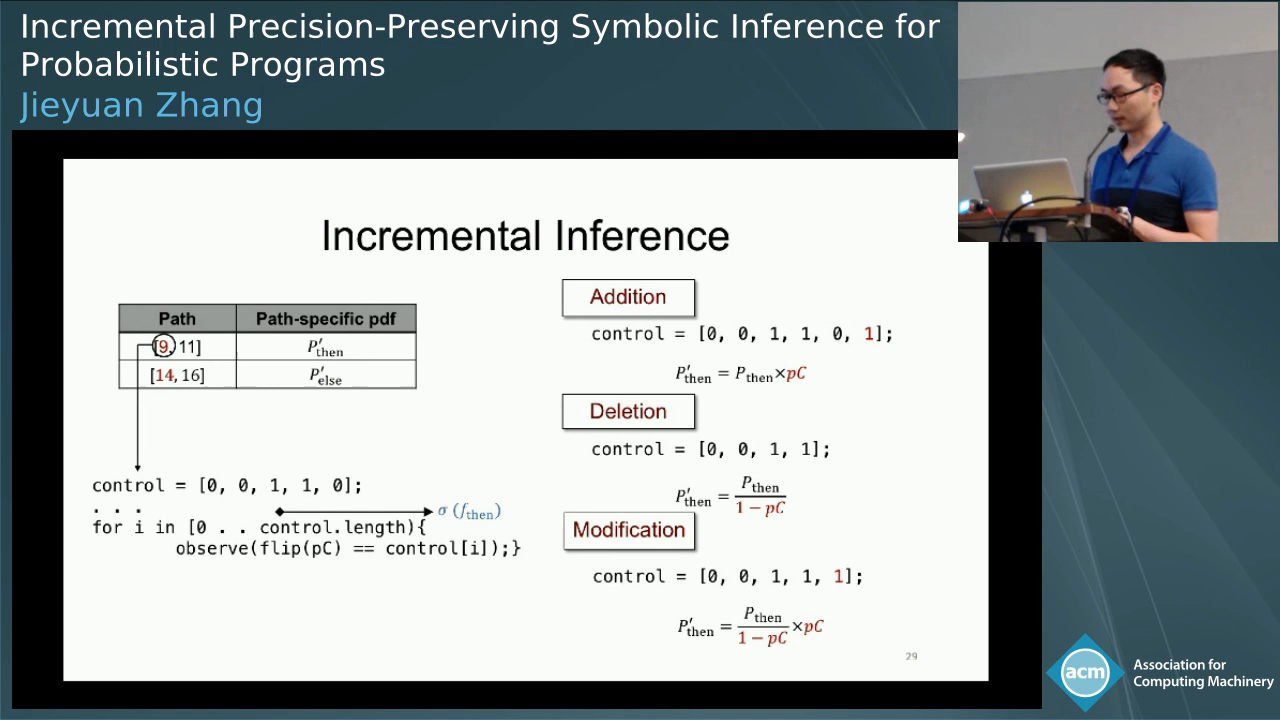 Incremental Precision-Preserving Symbolic Inference for
Probabilistic Programs
Jieyuan Zhang
Incremental Inference
Path Path-specific pdf
[9, 11] P′then
[14, 16] P′else
control = [0, 0, 1, 1, 0];
. . .
σ (fthen)
for i in [0 . . control.length){
observe(flip(pC) == control[i]);}
Addition
control = [0, 0, 1, 1, 0, 1];
P′then = Pthen×pC
Deletion
control = [0, 0, 1, 1];
P′then = Pthen / 1 − pC
Modification
control = [0, 0, 1, 1, 1];
P′then = Pthen / 1 − pC ×pC
29
acm
Association for
Computing Machinery